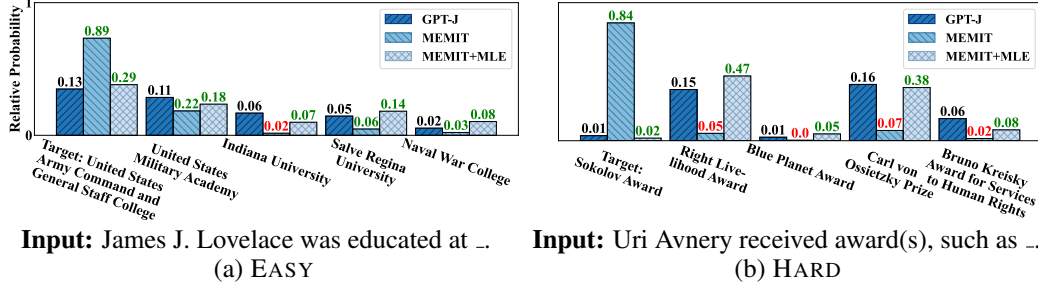 1
Relative Probability
0
GPT-J
MEMIT
MEMIT+MLE
0.13
0.89
0.29
0.11
0.22
0.18
0.06
0.02
0.07
0.05
0.06
0.14
0.02
0.03
0.08
Target: United States
Army Command and
General Staff College
United States
Military Academy
Indiana University
Salve Regina
University
Naval War College
Input: James J. Lovelace was educated at _.
(a) EASY
GPT-J
MEMIT
MEMIT+MLE
0.01
0.84
0.02
0.15
0.05
0.47
0.01
0.0
0.05
0.16
0.07
0.38
0.06
0.02
0.08
Target:
Sokolov Award
Right Live-
lihood Award
Blue Planet Award
Carl von
Ossietzky Prize
Bruno Kreisky
Award for Services
to Human Rights
Input: Uri Avnery received award(s), such as _.
(b) HARD